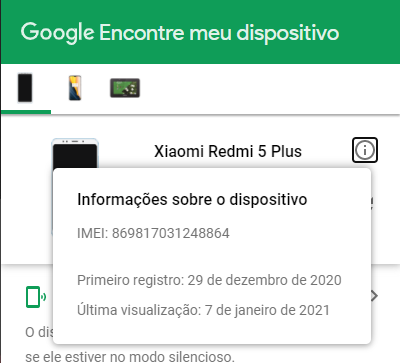 Google Encontre meu dispositivo
Xiaomi Redmi 5 Plus
Informações sobre o dispositivo
IMEI: 869817031248864
Primeiro registro: 29 de dezembro de 2020
Última visualização: 7 de janeiro de 2021
O dis
se ele estiver no modo silencioso.